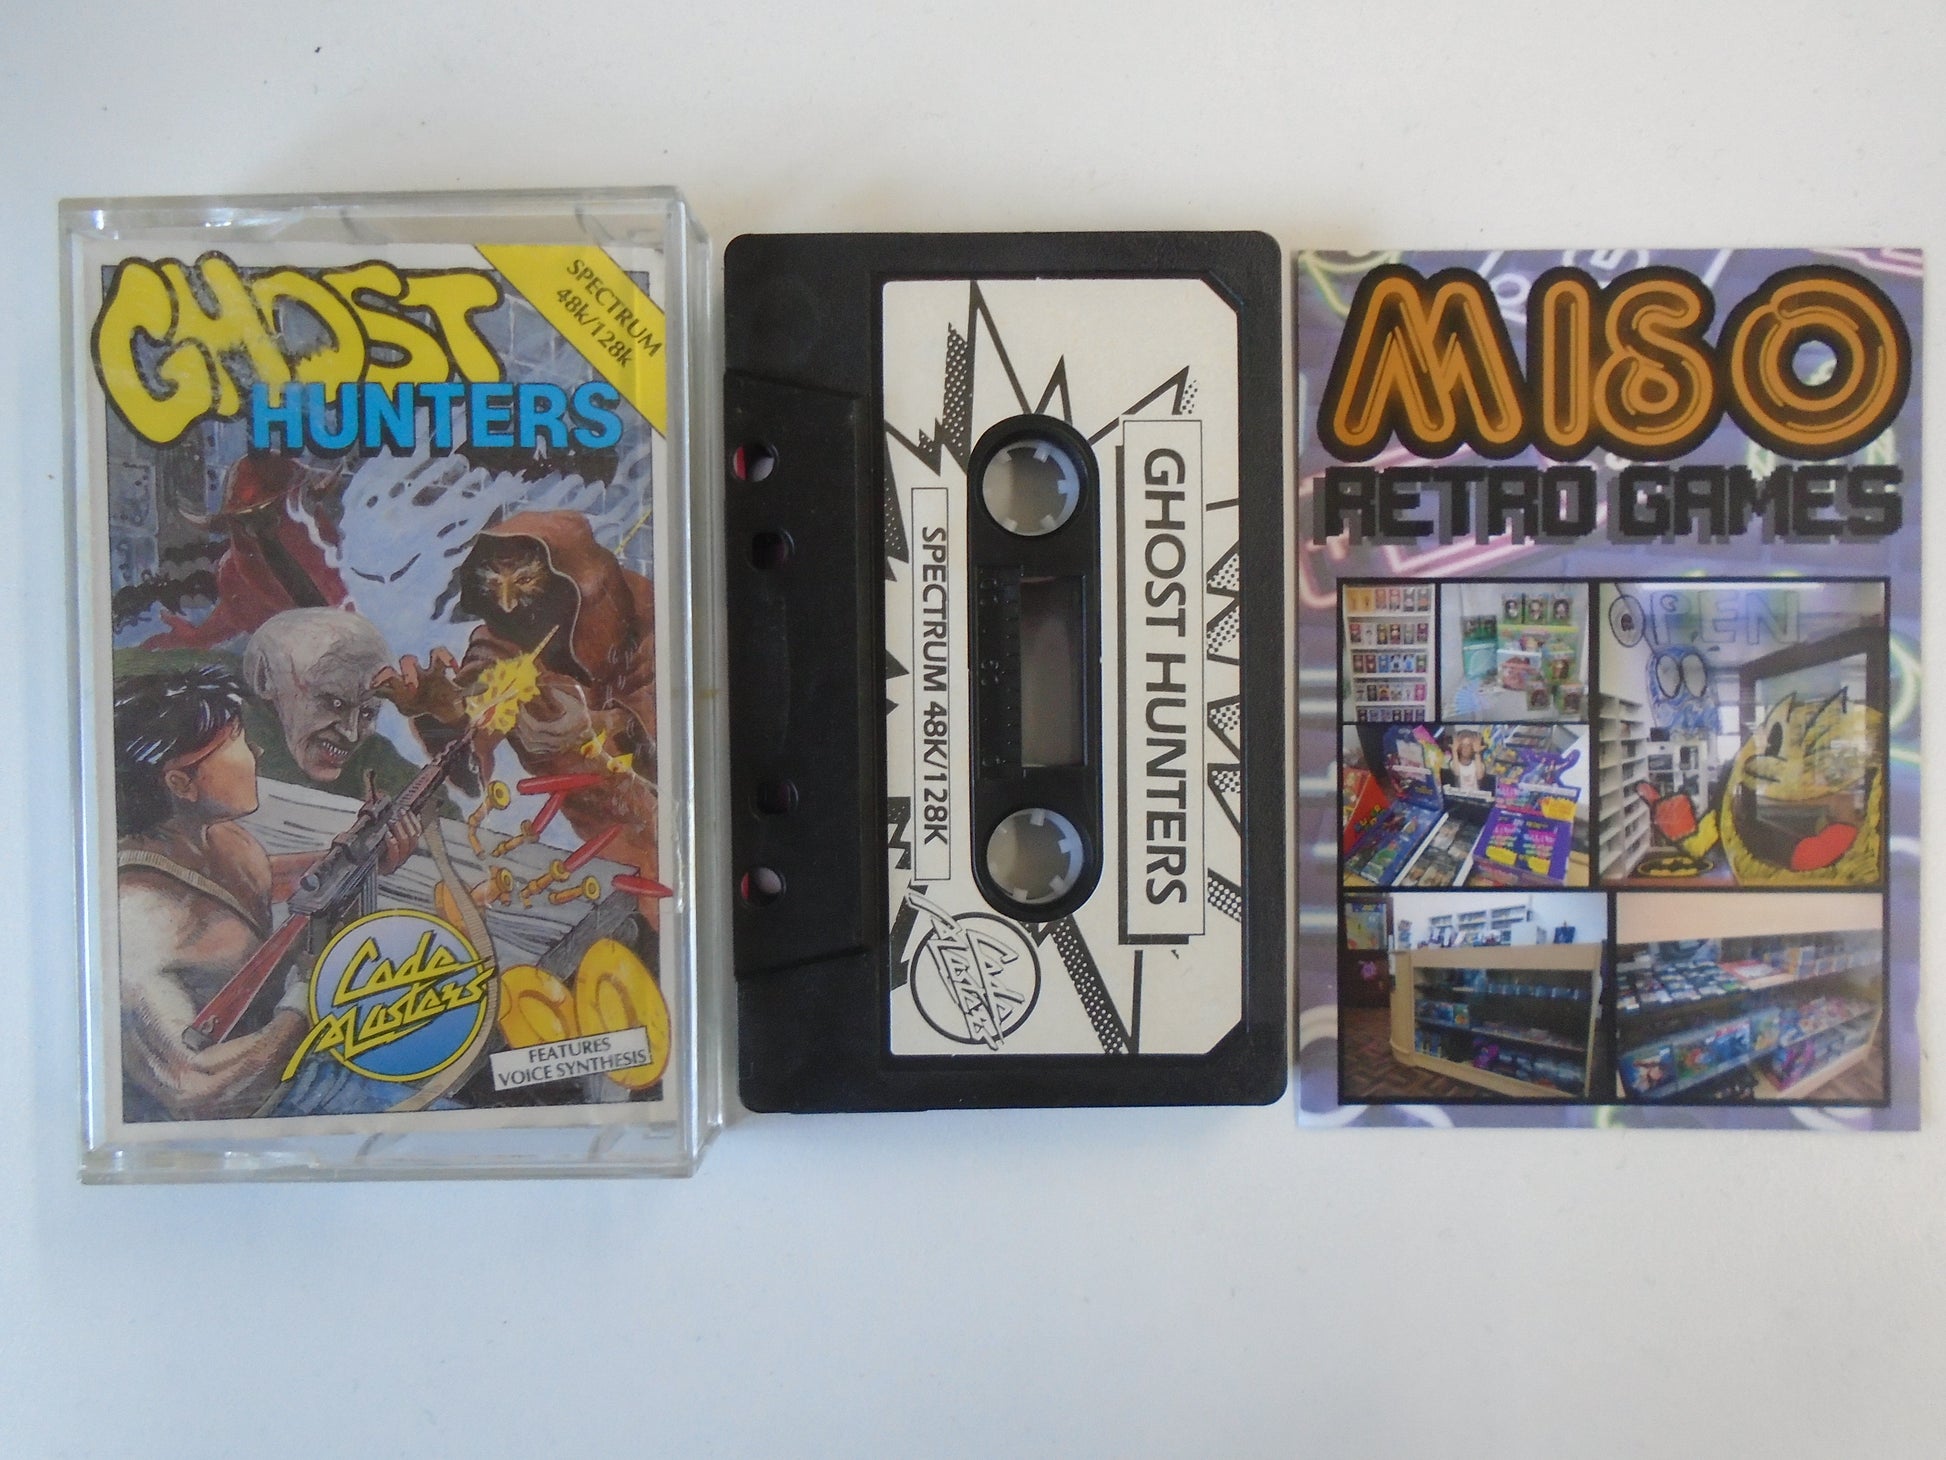 GHOST
HUNTERS
SPECTRUM
48k/128k
Code
Masters
FEATURES
VOICE SYNTHESIS
GHOST HUNTERS
SPECTRUM 48K/128K
Code
Masters
MISO
RETRO GAMES
OPEN